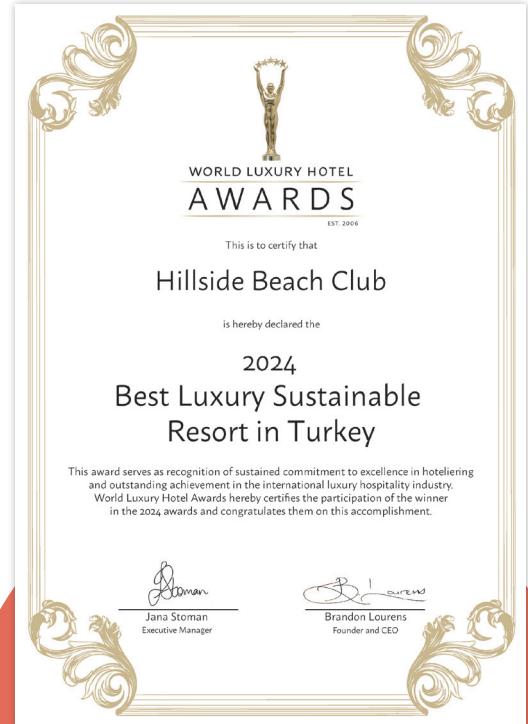 WORLD LUXURY HOTEL
AWARDS
EST. 2006
This is to certify that
Hillside Beach Club
is hereby declared the
2024
Best Luxury Sustainable
Resort in Turkey
This award serves as recognition of sustained commitment to excellence in hoteliering
and outstanding achievement in the international luxury hospitality industry.
World Luxury Hotel Awards hereby certifies the participation of the winner
in the 2024 awards and congratulates them on this accomplishment.
Jana Stoman
Executive Manager
Brandon Lourens
Founder and CEO